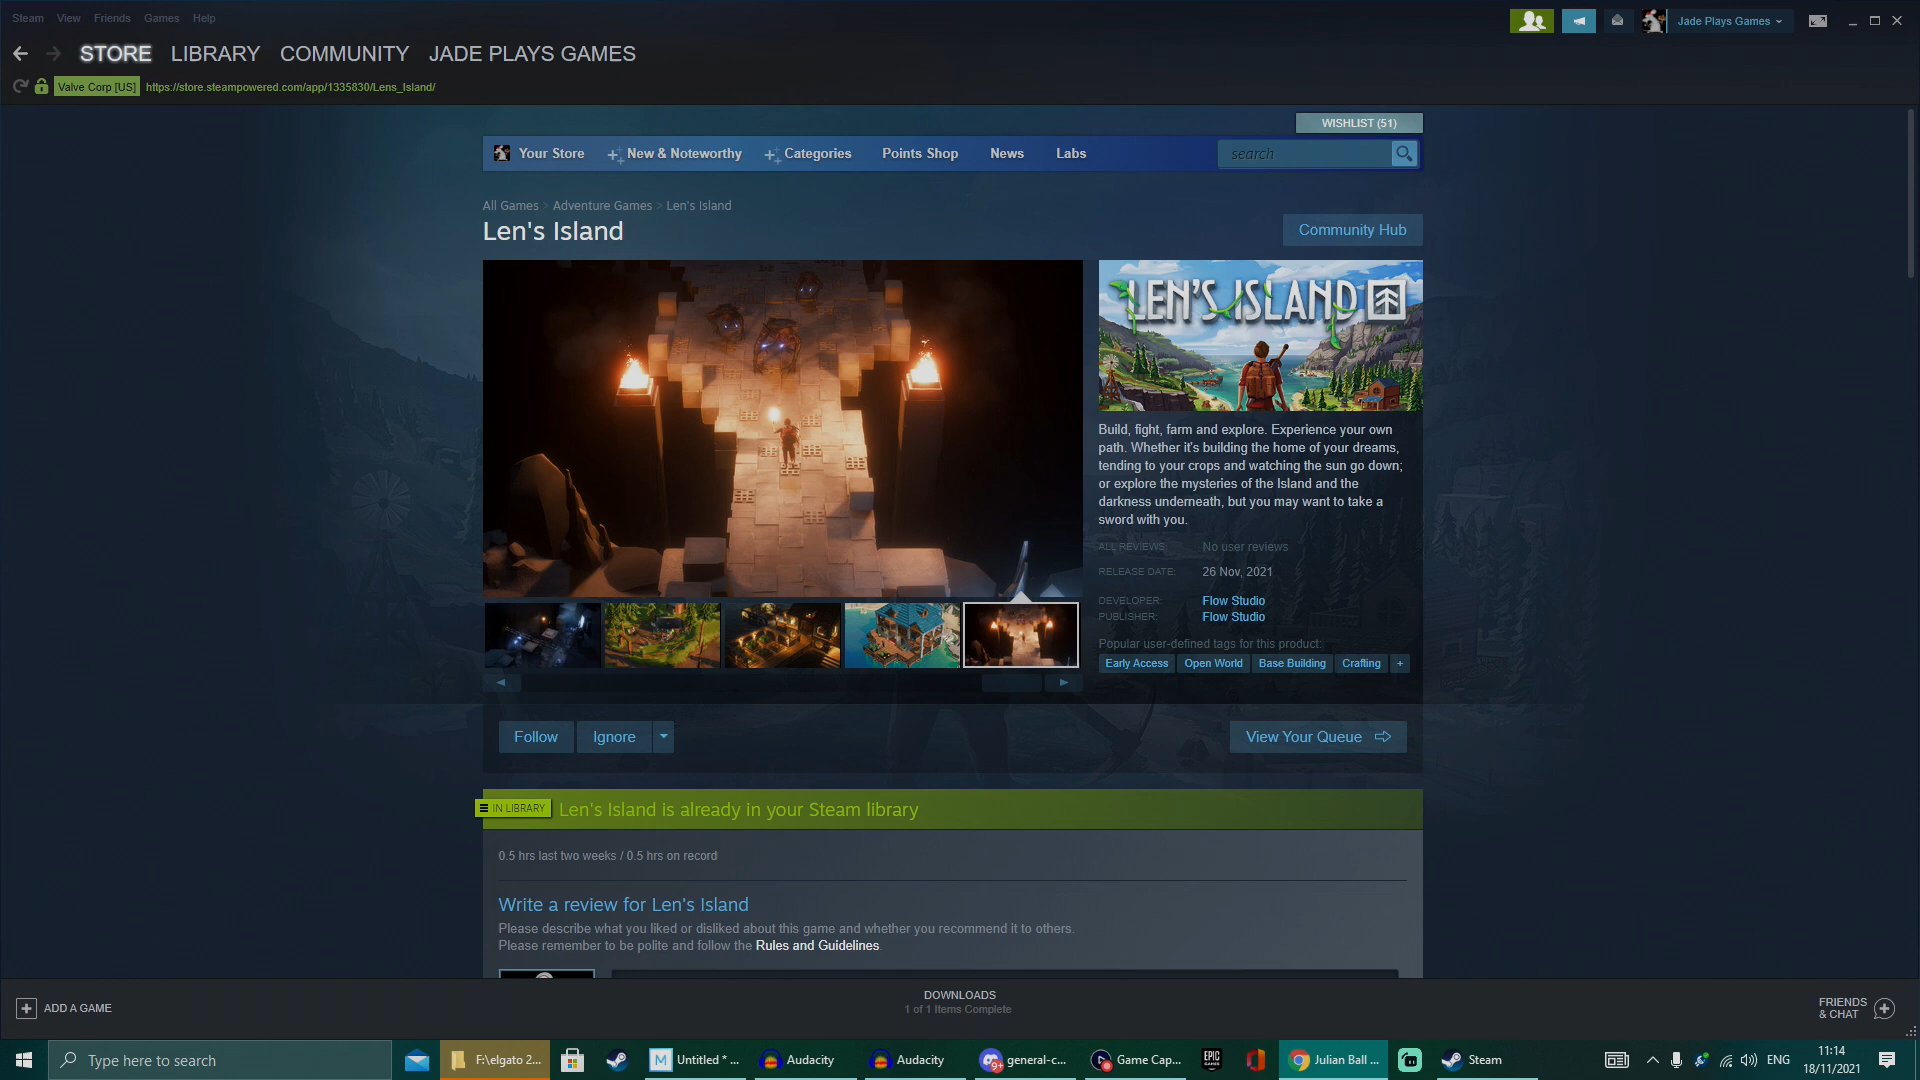 Steam View Friends Games Help
Jade Plays Games
STORE LIBRARY COMMUNITY JADE PLAYS GAMES
Valve Corp [US] https://store.steampowered.com/app/1335830/Lens_Island/
WISHLIST (51)
Your Store New & Noteworthy Categories Points Shop News Labs search
All Games > Adventure Games > Len's Island
Len's Island
Community Hub
LEN'S ISLAND
Build, fight, farm and explore. Experience your own
path. Whether it's building the home of your dreams,
tending to your crops and watching the sun go down;
or explore the mysteries of the Island and the
darkness underneath, but you may want to take a
sword with you.
ALL REVIEWS: No user reviews
RELEASE DATE: 26 Nov, 2021
DEVELOPER: Flow Studio
PUBLISHER: Flow Studio
Popular user-defined tags for this product:
Early Access Open World Base Building Crafting +
Follow Ignore View Your Queue
IN LIBRARY Len's Island is already in your Steam library
0.5 hrs last two weeks / 0.5 hrs on record
Write a review for Len's Island
Please describe what you liked or disliked about this game and whether you recommend it to others.
Please remember to be polite and follow the Rules and Guidelines.
ADD A GAME
DOWNLOADS
1 of 1 Items Complete
FRIENDS
& CHAT
Type here to search
F:\elgato 2...
M Untitled * ...
Audacity
Audacity
9+ general-c...
Game Cap...
EPIC GAMES
Julian Ball ...
Steam
ENG
11:14
18/11/2021